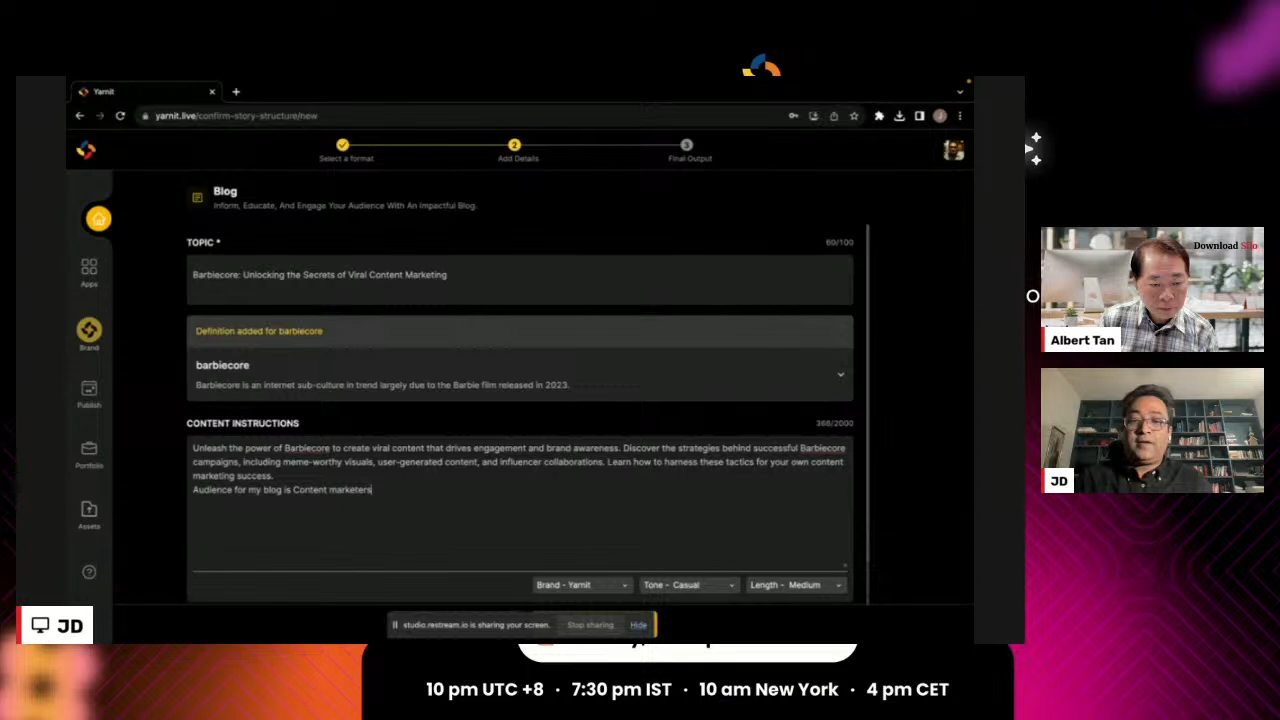 Yarnit
yarnit.live/confirm-story-structure/new
Select a format
2
Add Details
3
Final Output
Blog
Inform, Educate, And Engage Your Audience With An Impactful Blog.
TOPIC *
60/100
Barbiecore: Unlocking the Secrets of Viral Content Marketing
Definition added for barbiecore
barbiecore
Barbiecore is an internet sub-culture in trend largely due to the Barbie film released in 2023.
CONTENT INSTRUCTIONS
366/2000
Unleash the power of Barbiecore to create viral content that drives engagement and brand awareness. Discover the strategies behind successful Barbiecore
campaigns, including meme-worthy visuals, user-generated content, and influencer collaborations. Learn how to harness these tactics for your own content
marketing success.
Audience for my blog is Content marketers
Brand - Yarnit
Tone - Casual
Length - Medium
Apps
Brand
Publish
Portfolio
Assets
studio.restream.io is sharing your screen.
Stop sharing
Hide
JD
Download Silo
Albert Tan
JD
10 pm UTC +8 · 7:30 pm IST · 10 am New York · 4 pm CET